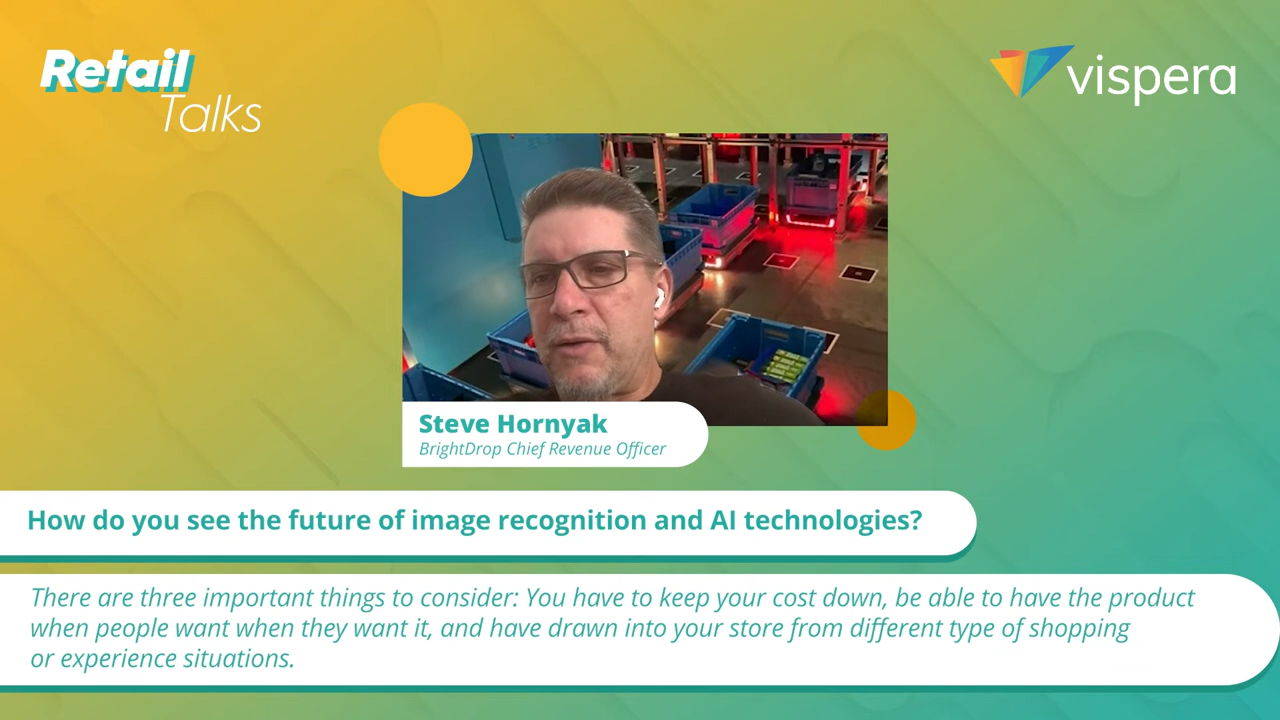 Retail
Talks
vispera
Steve Hornyak
BrightDrop Chief Revenue Officer
How do you see the future of image recognition and AI technologies?
There are three important things to consider: You have to keep your cost down, be able to have the product
when people want when they want it, and have drawn into your store from different type of shopping
or experience situations.